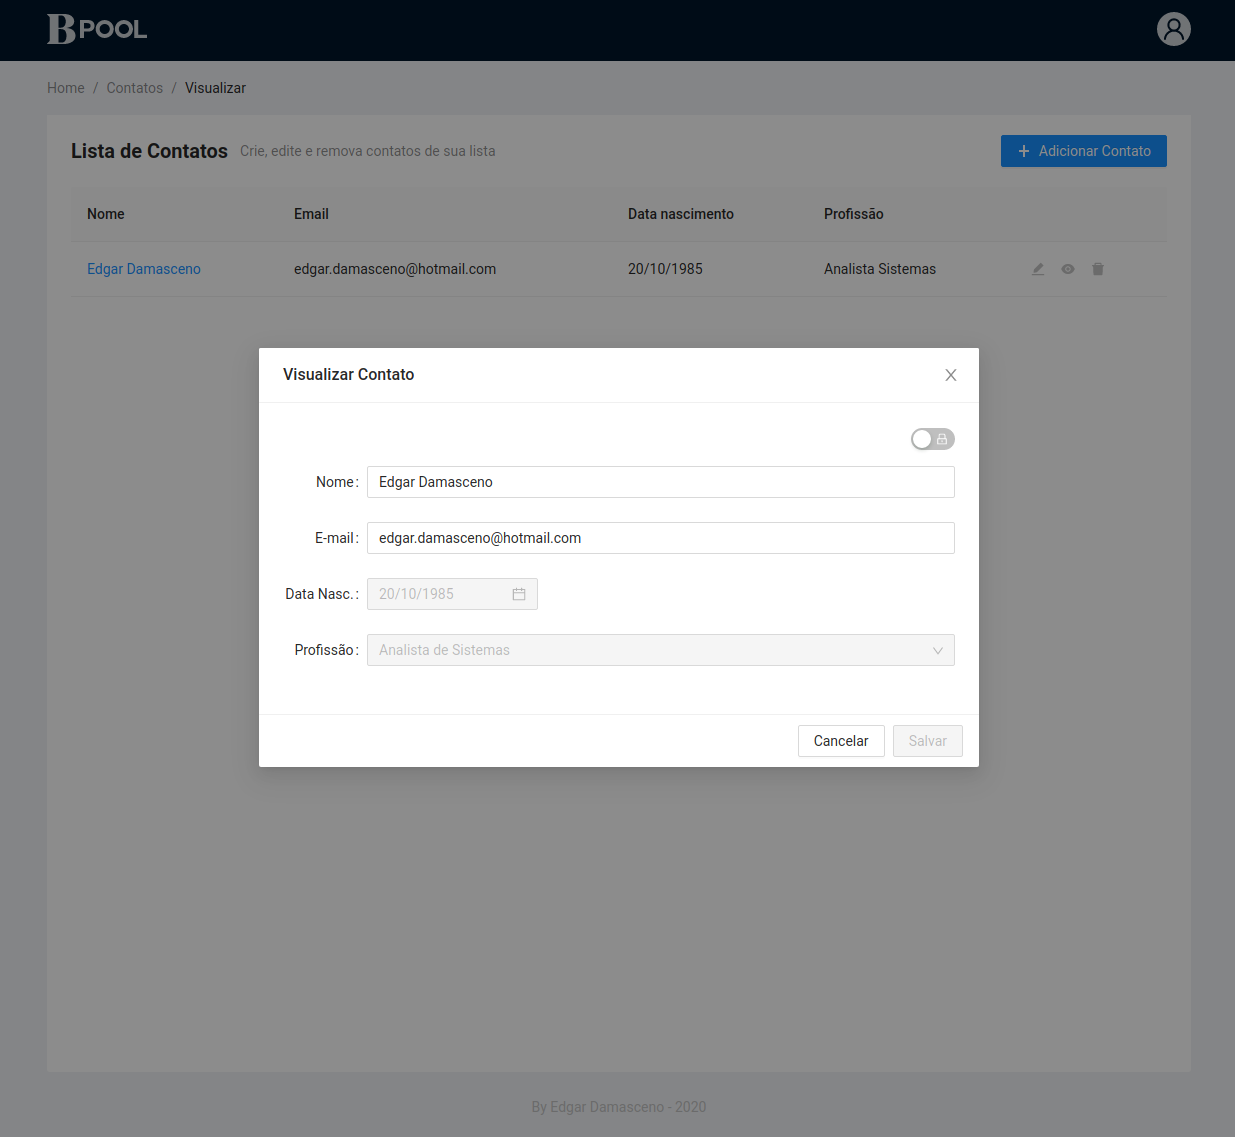 BPOOL
Home / Contatos / Visualizar
Lista de Contatos Crie, edite e remova contatos de sua lista + Adicionar Contato
Nome Email Data nascimento Profissão
Edgar Damasceno edgar.damasceno@hotmail.com 20/10/1985 Analista Sistemas
Visualizar Contato
Nome: Edgar Damasceno
E-mail: edgar.damasceno@hotmail.com
Data Nasc.: 20/10/1985
Profissão: Analista de Sistemas
Cancelar Salvar
By Edgar Damasceno - 2020